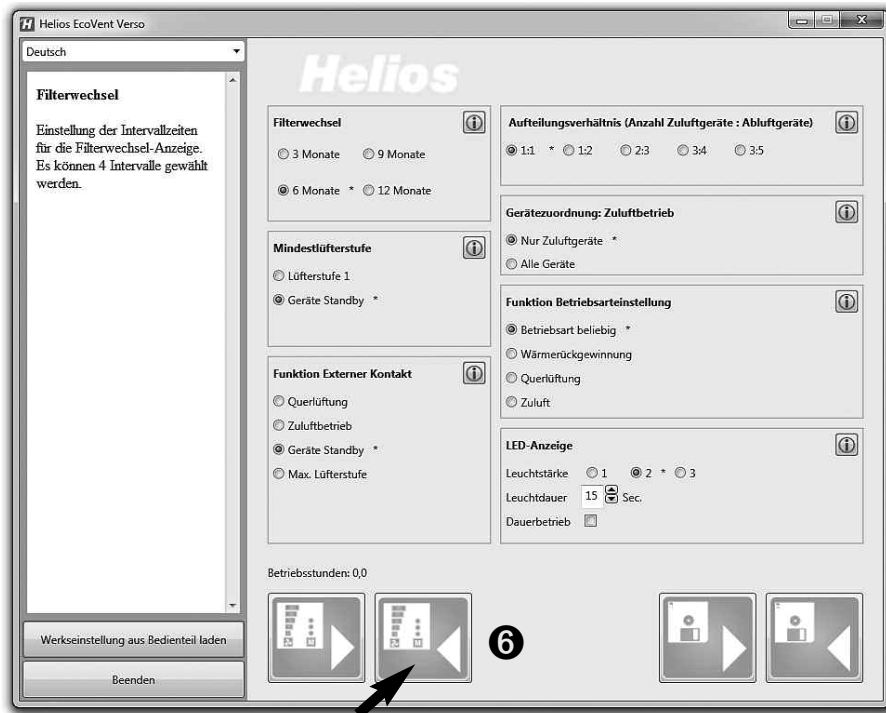 Helios EcoVent Verso
Deutsch
Filterwechsel
Einstellung der Intervallzeiten
für die Filterwechsel-Anzeige.
Es können 4 Intervalle gewählt
werden.
Werkseinstellung aus Bedienteil laden
Beenden
Helios
Filterwechsel
3 Monate 9 Monate
6 Monate * 12 Monate
Mindestlüfterstufe
Lüfterstufe 1
Geräte Standby *
Funktion Externer Kontakt
Querlüftung
Zuluftbetrieb
Geräte Standby *
Max. Lüfterstufe
Aufteilungsverhältnis (Anzahl Zuluftgeräte : Abluftgeräte)
1:1 * 1:2 2:3 3:4 3:5
Gerätezuordnung: Zuluftbetrieb
Nur Zuluftgeräte *
Alle Geräte
Funktion Betriebsarteinstellung
Betriebsart beliebig *
Wärmerückgewinnung
Querlüftung
Zuluft
LED-Anzeige
Leuchtstärke 1 2 * 3
Leuchtdauer 15 Sec.
Dauerbetrieb
Betriebsstunden: 0,0
6